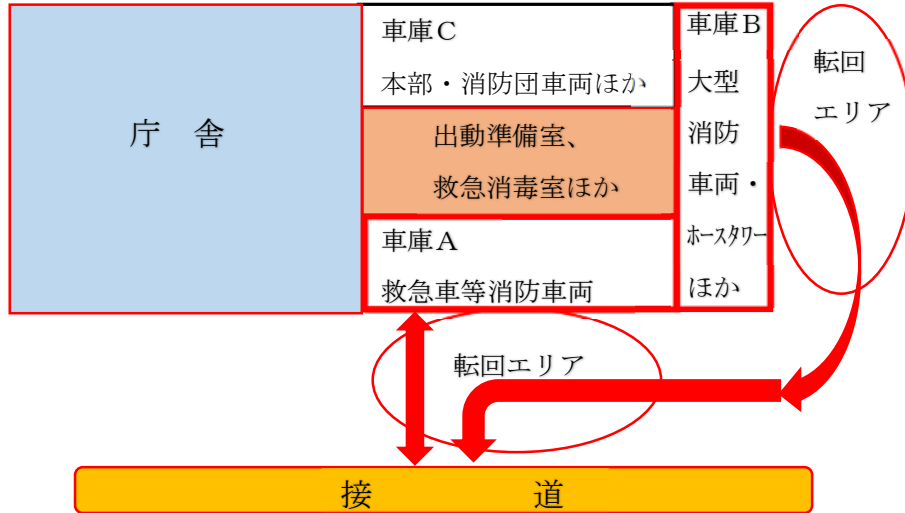 庁　舎
車庫Ｃ
本部・消防団車両ほか
出動準備室、
救急消毒室ほか
車庫Ａ
救急車等消防車両
車庫Ｂ
大型
消防
車両・
ﾎｰｽﾀﾜｰ
ほか
転回
エリア
転回エリア
接　　　　　道